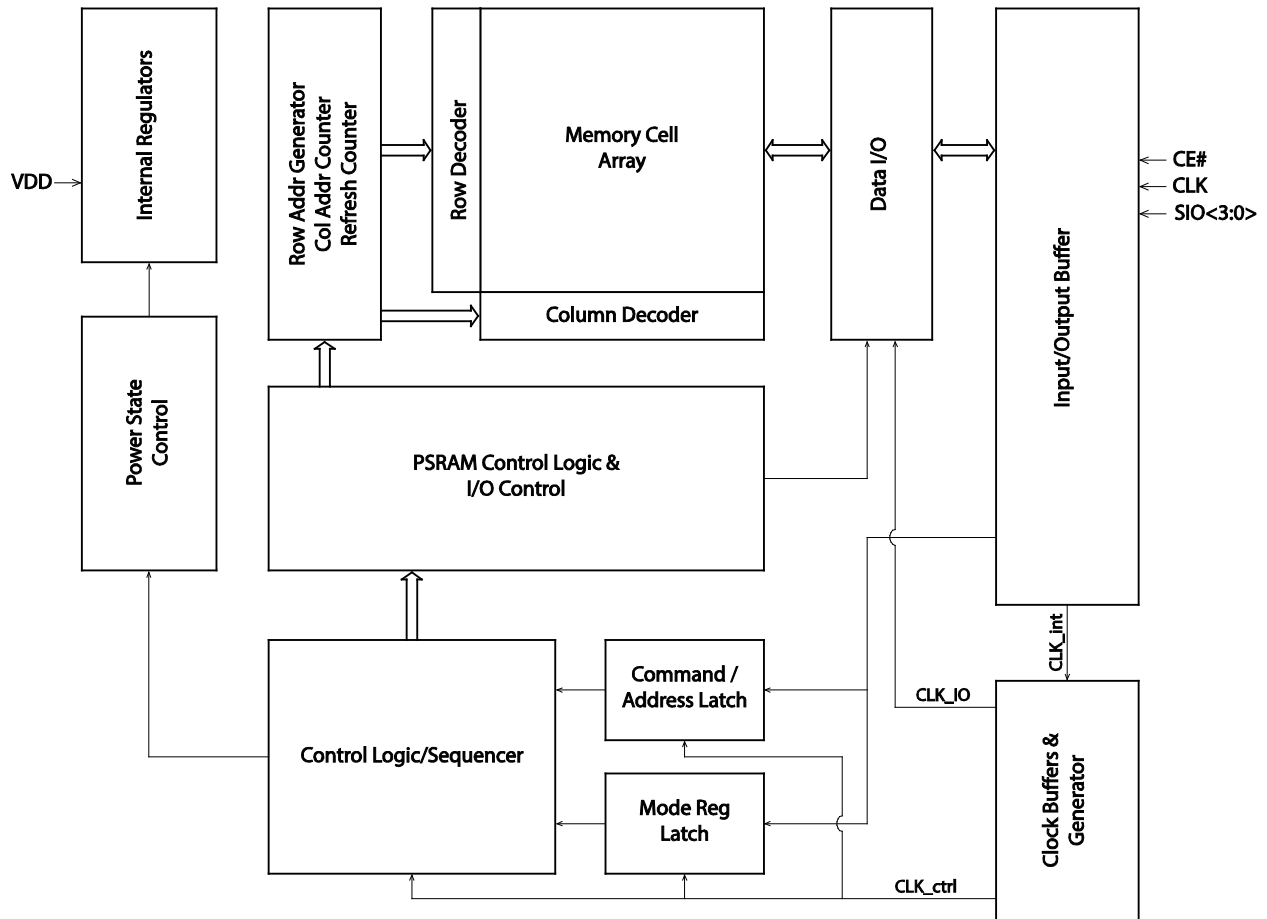 Internal Regulators
VDD
Power State
Control
Row Addr Generator
Col Addr Counter
Refresh Counter
Row Decoder
Memory Cell
Array
Column Decoder
Data I/O
Input/Output Buffer
CE#
CLK
SIO<3:0>
PSRAM Control Logic &
I/O Control
CLK_int
Control Logic/Sequencer
Command /
Address Latch
Mode Reg
Latch
CLK_IO
Clock Buffers &
Generator
CLK_ctrl